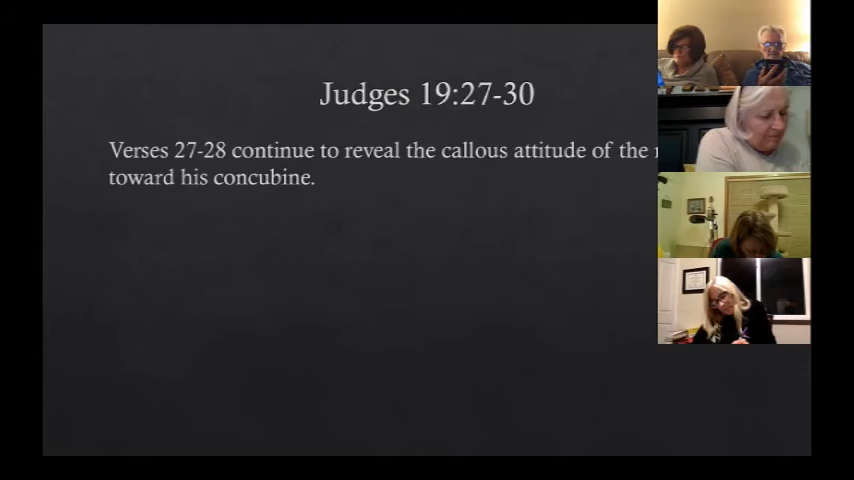 Judges 19:27-30
Verses 27-28 continue to reveal the callous attitude of the
toward his concubine.